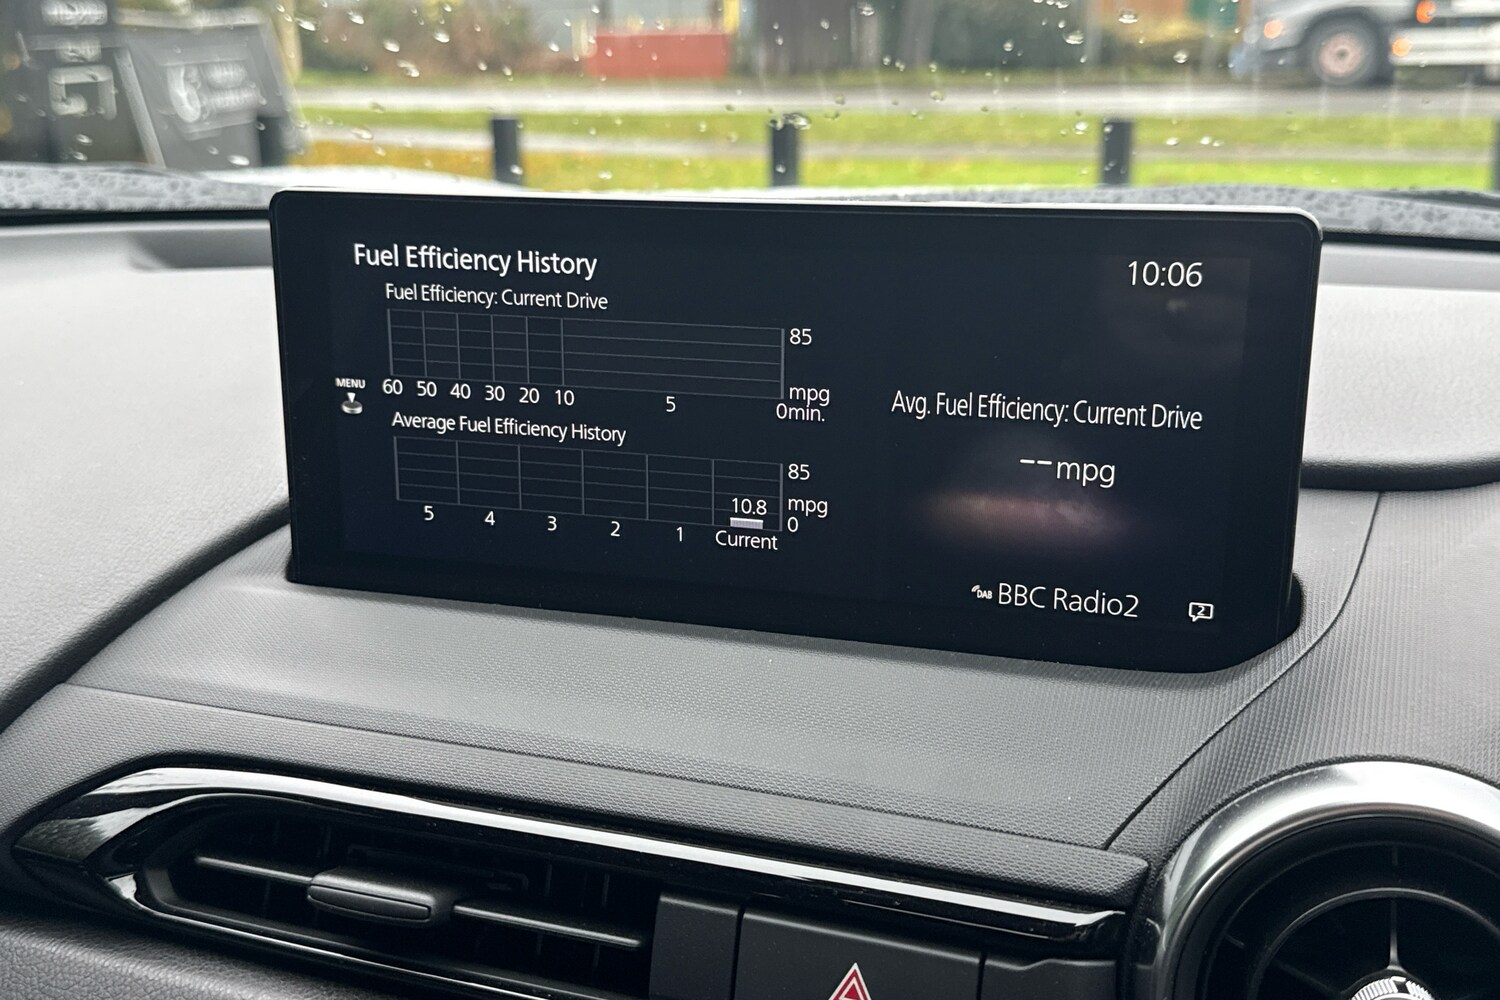 Fuel Efficiency History
10:06
Fuel Efficiency: Current Drive
85
MENU
60 50 40 30 20 10 5 0min.
mpg
Avg. Fuel Efficiency: Current Drive
--mpg
Average Fuel Efficiency History
85
10.8
mpg
0
5 4 3 2 1 Current
DAB BBC Radio2
2